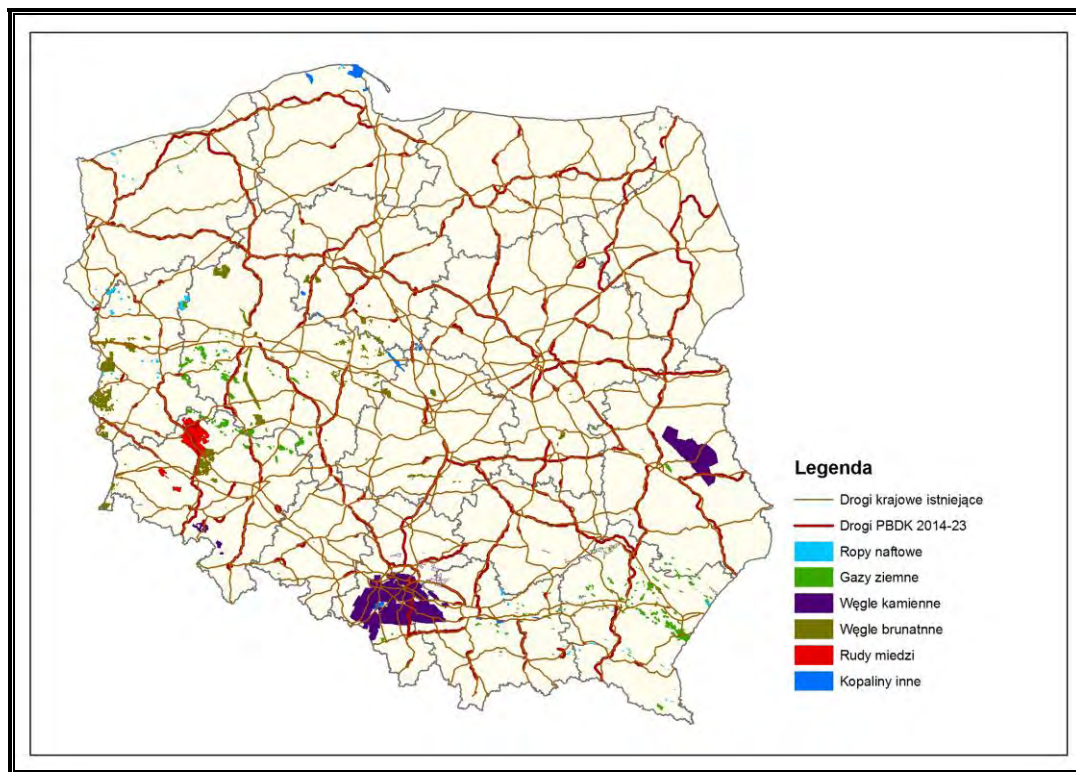 Legenda
Drogi krajowe istniejące
Drogi PBDK 2014-23
Ropy naftowe
Gazy ziemne
Węgle kamienne
Węgle brunatnne
Rudy miedzi
Kopaliny inne